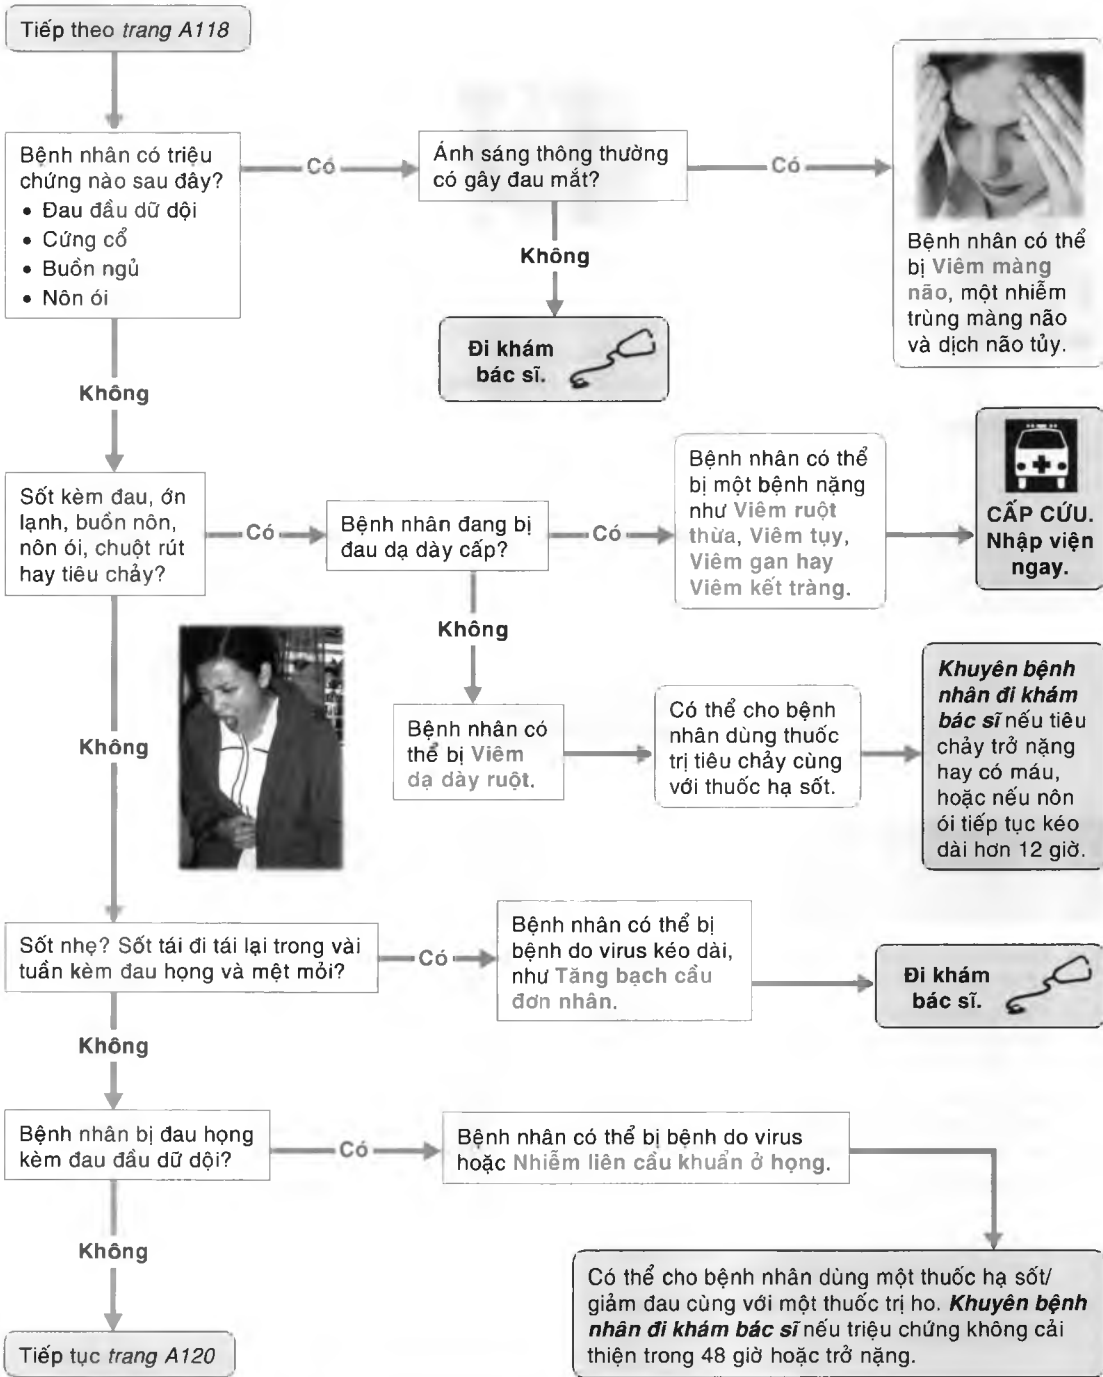 Tiếp theo trang A118
Bệnh nhân có triệu
chứng nào sau đây?
• Đau đầu dữ dội
• Cứng cổ
• Buồn ngủ
• Nôn ói
Có
Ánh sáng thông thường
có gây đau mắt?
Có
Bệnh nhân có thể
bị Viêm màng
não, một nhiễm
trùng màng não
và dịch não tủy.
Không
Đi khám
bác sĩ.
Không
Sốt kèm đau, ớn
lạnh, buồn nôn,
nôn ói, chuột rút
hay tiêu chảy?
Có
Bệnh nhân đang bị
đau dạ dày cấp?
Có
Bệnh nhân có thể
bị một bệnh nặng
như Viêm ruột
thừa, Viêm tụy,
Viêm gan hay
Viêm kết tràng.
CẤP CỨU.
Nhập viện
ngay.
Không
Bệnh nhân có
thể bị Viêm
dạ dày ruột.
Có thể cho bệnh
nhân dùng thuốc
trị tiêu chảy cùng
với thuốc hạ sốt.
Khuyên bệnh
nhân đi khám
bác sĩ nếu tiêu
chảy trở nặng
hay có máu,
hoặc nếu nôn
ói tiếp tục kéo
dài hơn 12 giờ.
Không
Sốt nhẹ? Sốt tái đi tái lại trong vài
tuần kèm đau họng và mệt mỏi?
Có
Bệnh nhân có thể bị
bệnh do virus kéo dài,
như Tăng bạch cầu
đơn nhân.
Đi khám
bác sĩ.
Không
Bệnh nhân bị đau họng
kèm đau đầu dữ dội?
Có
Bệnh nhân có thể bị bệnh do virus
hoặc Nhiễm liên cầu khuẩn ở họng.
Không
Có thể cho bệnh nhân dùng một thuốc hạ sốt/
giảm đau cùng với một thuốc trị ho. Khuyên bệnh
nhân đi khám bác sĩ nếu triệu chứng không cải
thiện trong 48 giờ hoặc trở nặng.
Tiếp tục trang A120